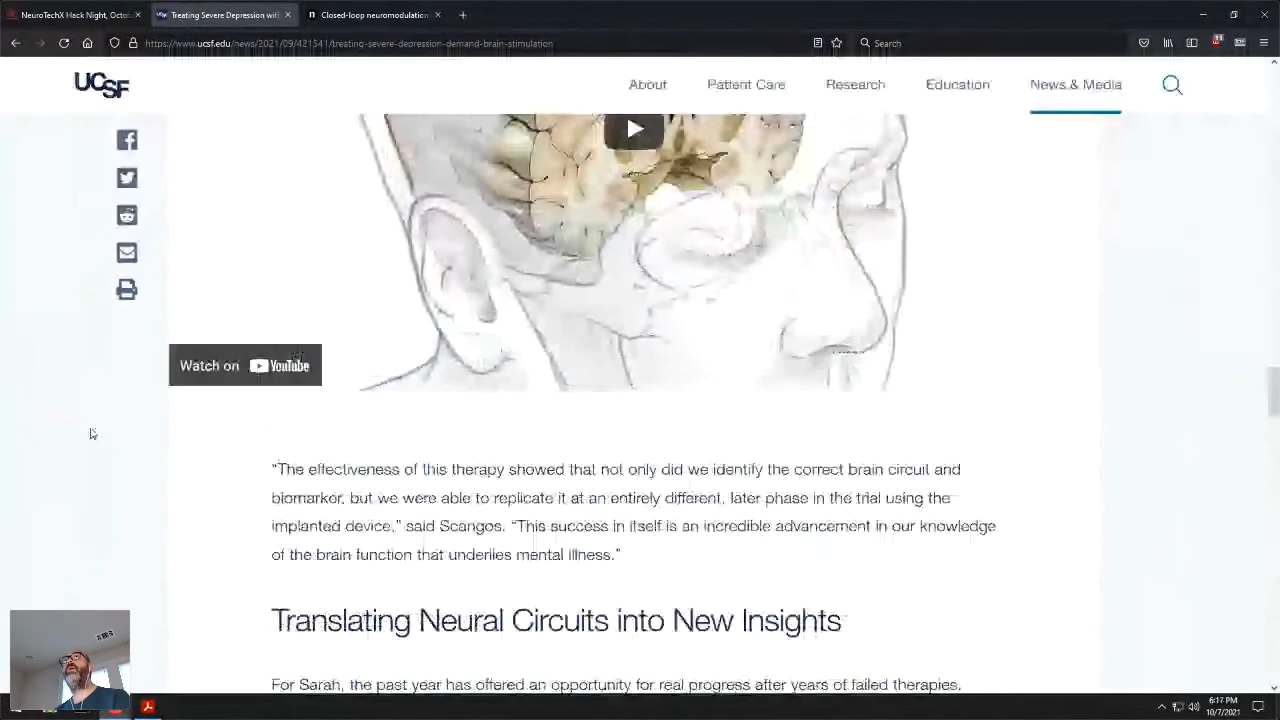 NeuroTechX Hack Night, Octo
Treating Severe Depression with
Closed-loop neuromodulation
https://www.ucsf.edu/news/2021/09/421541/treating-severe-depression-demand-brain-stimulation
Search
UCSF
About
Patient Care
Research
Education
News & Media
Watch on YouTube
“The effectiveness of this therapy showed that not only did we identify the correct brain circuit and
biomarker, but we were able to replicate it at an entirely different, later phase in the trial using the
implanted device,” said Scangos. “This success in itself is an incredible advancement in our knowledge
of the brain function that underlies mental illness.”
Translating Neural Circuits into New Insights
For Sarah, the past year has offered an opportunity for real progress after years of failed therapies.
6:17 PM
10/7/2021